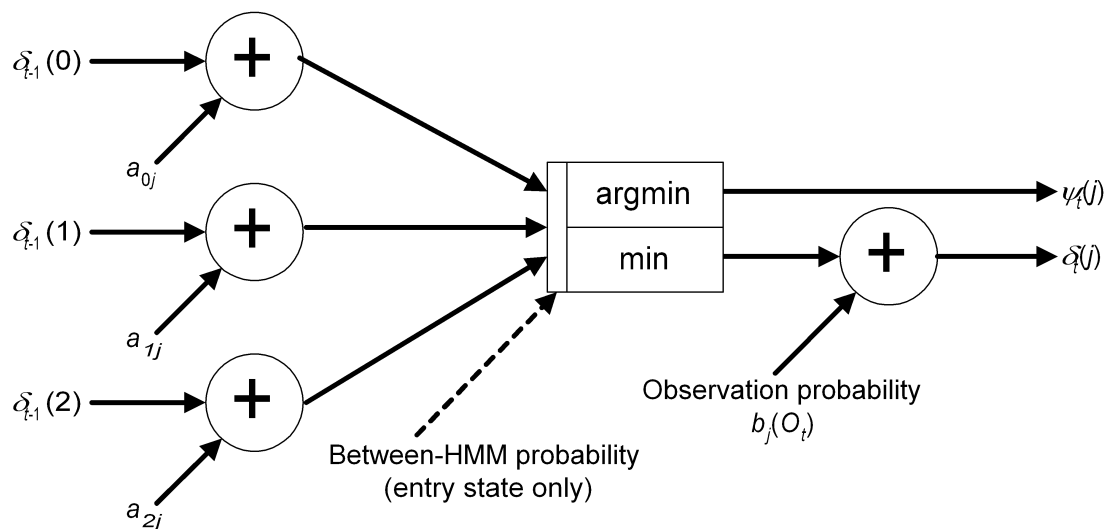 δt-1(0)
+
a0j
δt-1(1)
+
a1j
δt-1(2)
+
a2j
argmin
min
ψt(j)
+
δt(j)
Observation probability
bj(Ot)
Between-HMM probability
(entry state only)